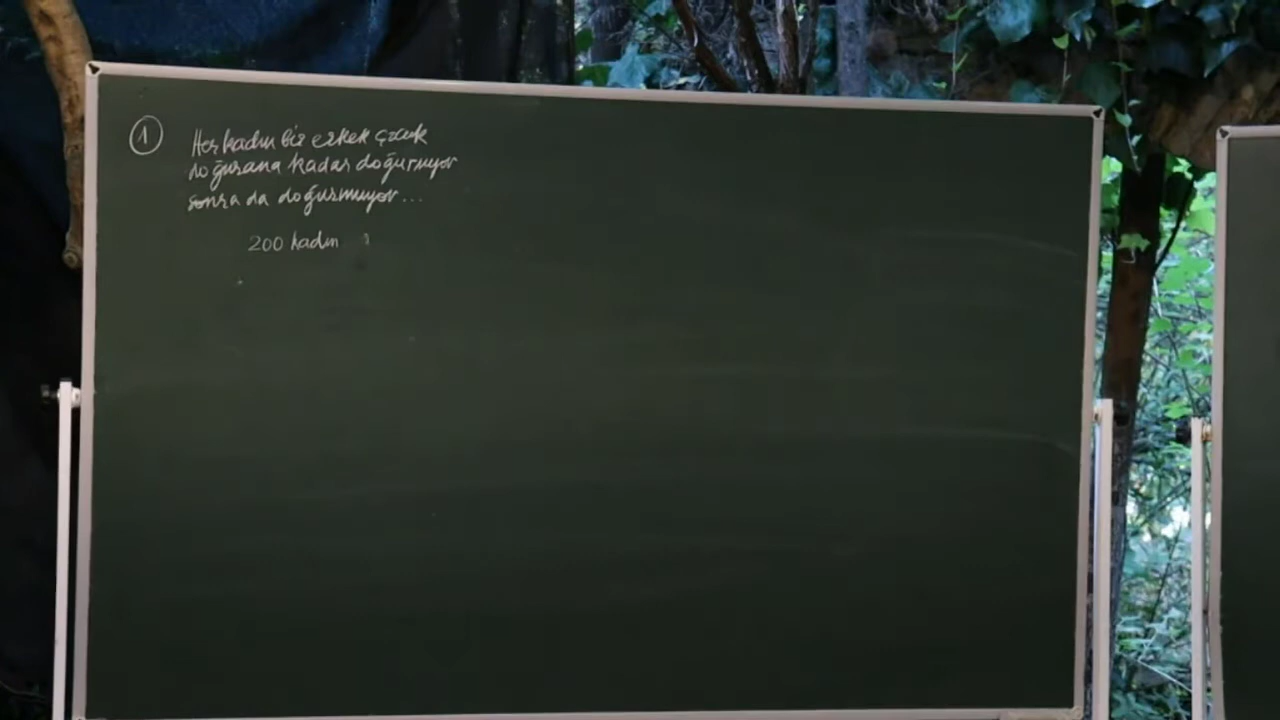 1
Her kadın bir erkek çocuk
doğurana kadar doğuruyor
sonra da doğurmuyor...
200 kadın